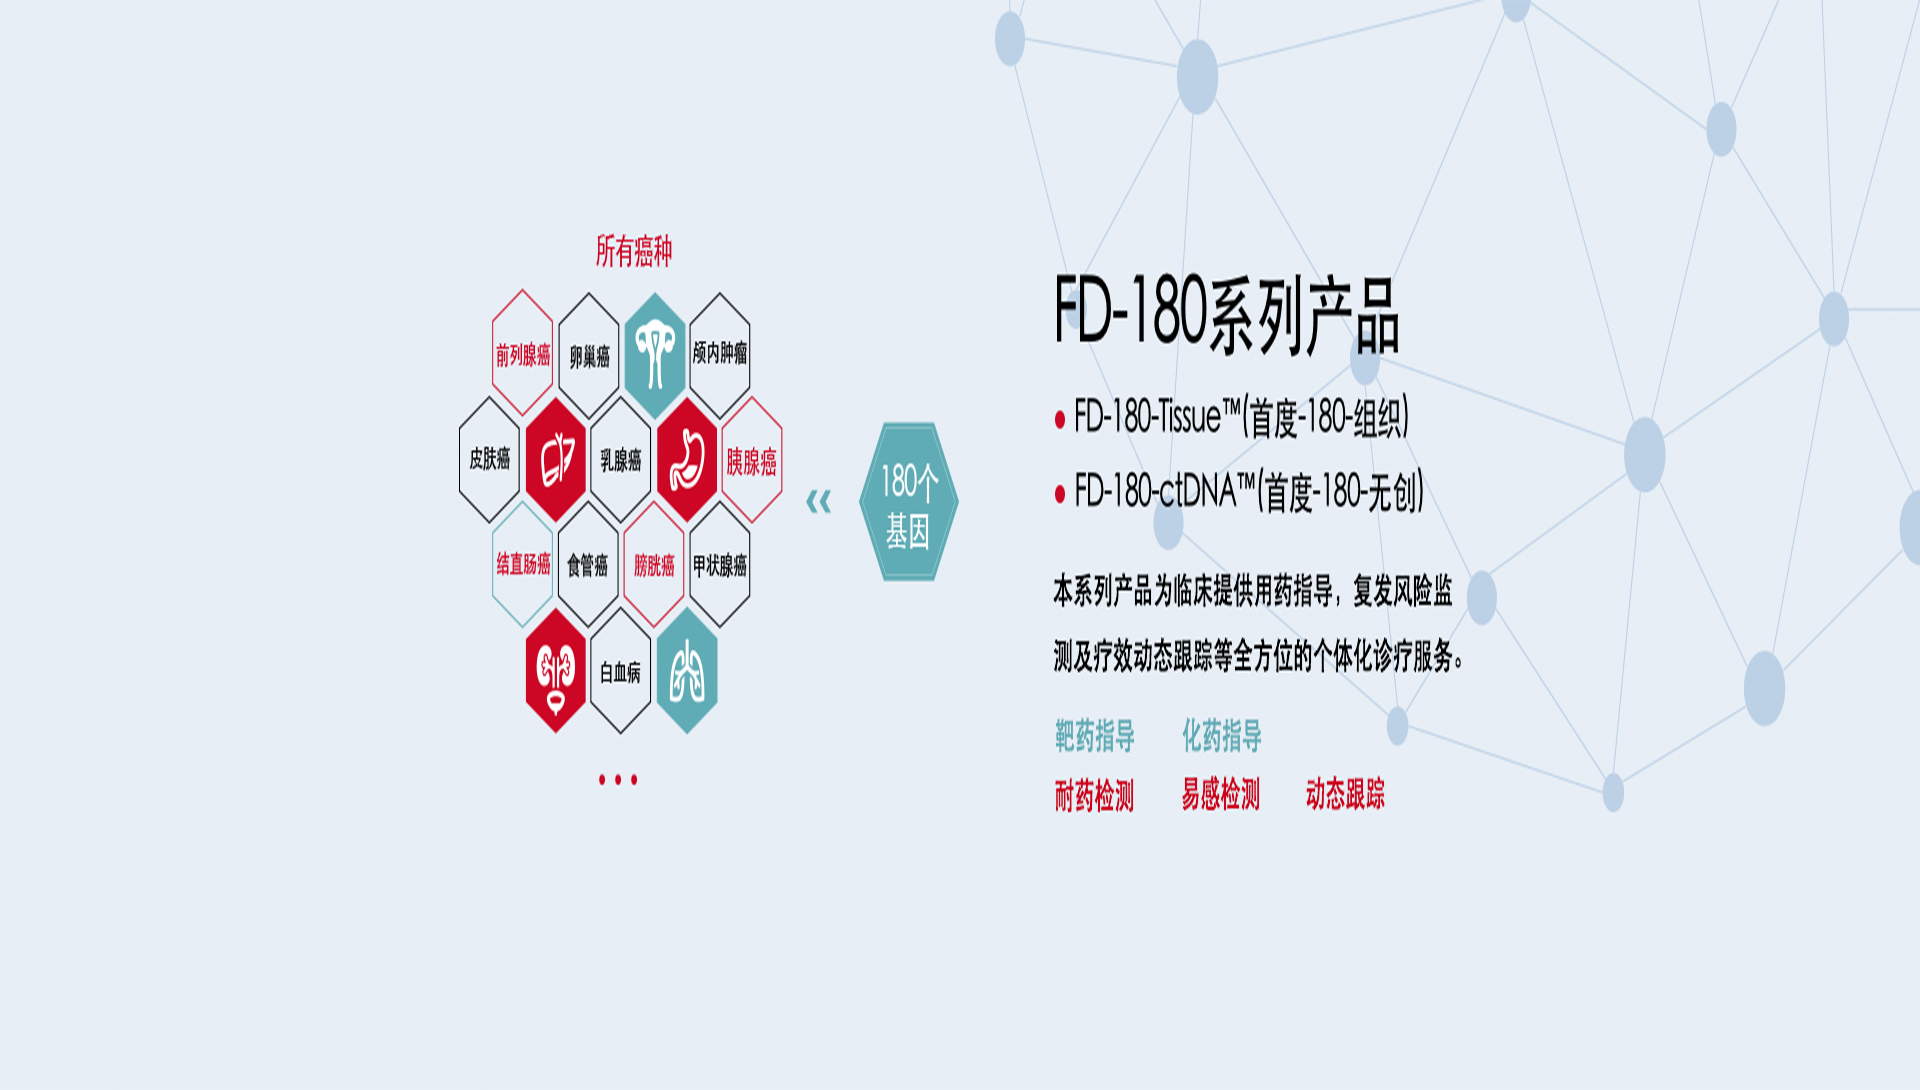 所有癌种
前列腺癌
卵巢癌
颅内肿瘤
皮肤癌
乳腺癌
胰腺癌
结直肠癌
食管癌
膀胱癌
甲状腺癌
白血病
180个
基因
FD-180系列产品
FD-180-Tissue™(首度-180-组织)
FD-180-ctDNA™(首度-180-无创)
本系列产品为临床提供用药指导，复发风险监
测及疗效动态跟踪等全方位的个体化诊疗服务。
靶药指导 化药指导
耐药检测 易感检测 动态跟踪